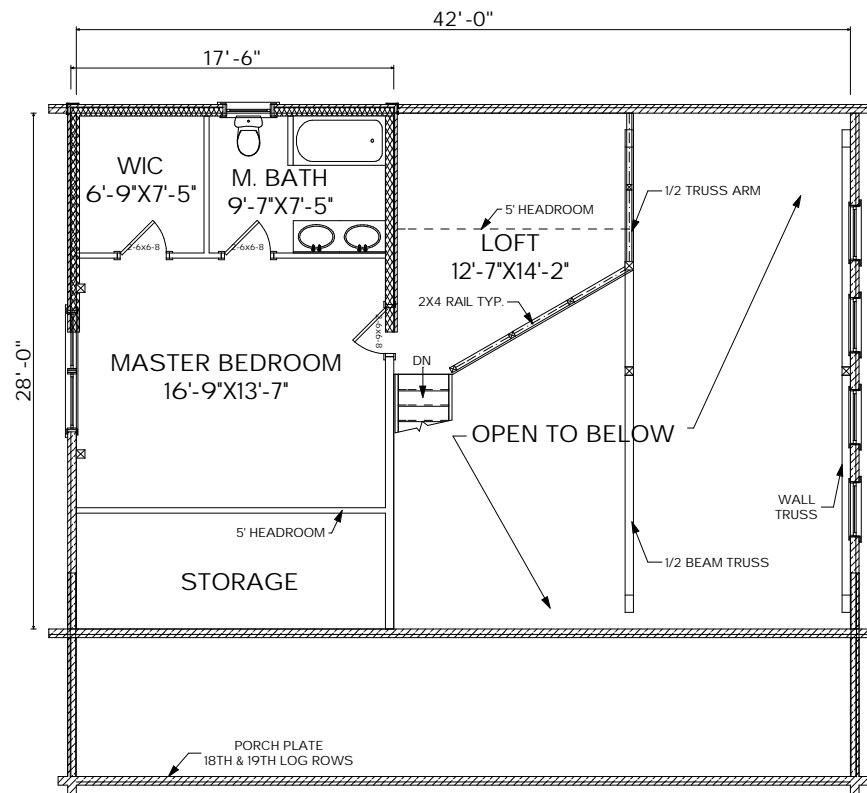 42'-0"
17'-6"
WIC
6'-9"X7'-5"
M. BATH
9'-7"X7'-5"
2-6x6-8
2-6x6-8
5' HEADROOM
1/2 TRUSS ARM
LOFT
12'-7"X14'-2"
2X4 RAIL TYP.
28'-0"
MASTER BEDROOM
16'-9"X13'-7"
DN
OPEN TO BELOW
WALL
TRUSS
5' HEADROOM
1/2 BEAM TRUSS
STORAGE
PORCH PLATE
18TH & 19TH LOG ROWS